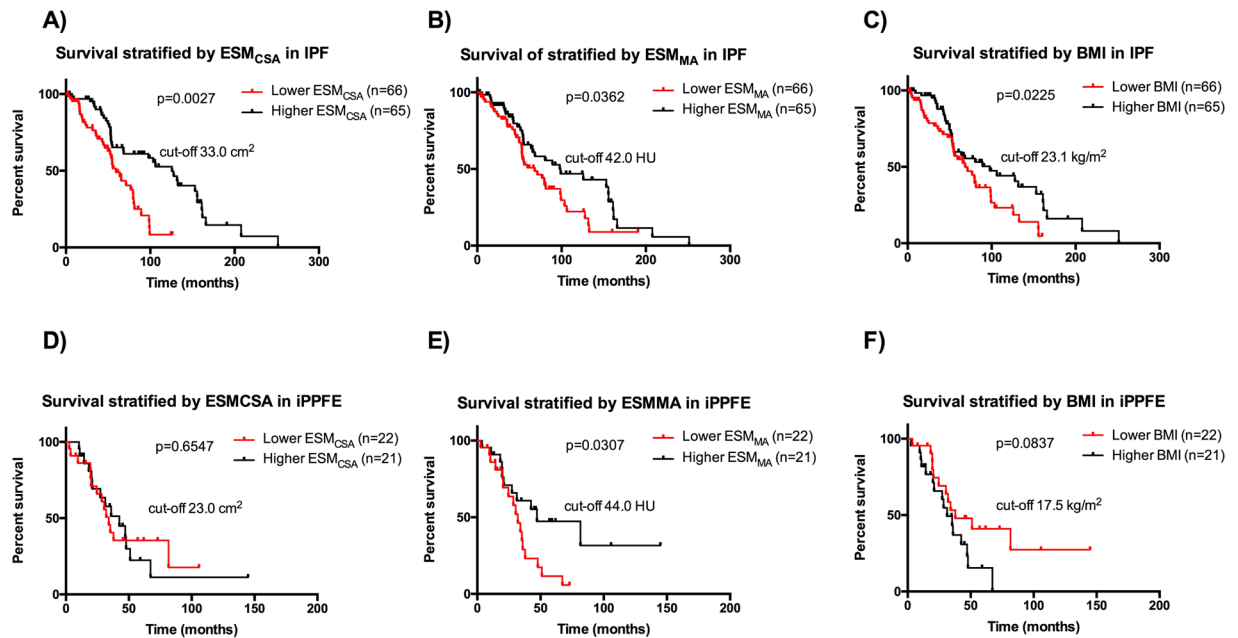 A)
Survival stratified by ESMCSA in IPF
p=0.0027
Lower ESMCSA (n=66)
Higher ESMCSA (n=65)
cut-off 33.0 cm²
Percent survival
100
50
0
0 100 200 300
Time (months)
B)
Survival of stratified by ESMMA in IPF
p=0.0362
Lower ESMMA (n=66)
Higher ESMMA (n=65)
cut-off 42.0 HU
Percent survival
100
50
0
0 100 200 300
Time (months)
C)
Survival stratified by BMI in IPF
p=0.0225
Lower BMI (n=66)
Higher BMI (n=65)
cut-off 23.1 kg/m²
Percent survival
100
50
0
0 100 200 300
Time (months)
D)
Survival stratified by ESMCSA in iPPFE
p=0.6547
Lower ESMCSA (n=22)
Higher ESMCSA (n=21)
cut-off 23.0 cm²
Percent survival
100
50
0
0 50 100 150 200
Time (months)
E)
Survival stratified by ESMMA in iPPFE
p=0.0307
Lower ESMMA (n=22)
Higher ESMMA (n=21)
cut-off 44.0 HU
Percent survival
100
50
0
0 50 100 150 200
Time (months)
F)
Survival stratified by BMI in iPPFE
p=0.0837
Lower BMI (n=22)
Higher BMI (n=21)
cut-off 17.5 kg/m²
Percent survival
100
50
0
0 50 100 150 200
Time (months)